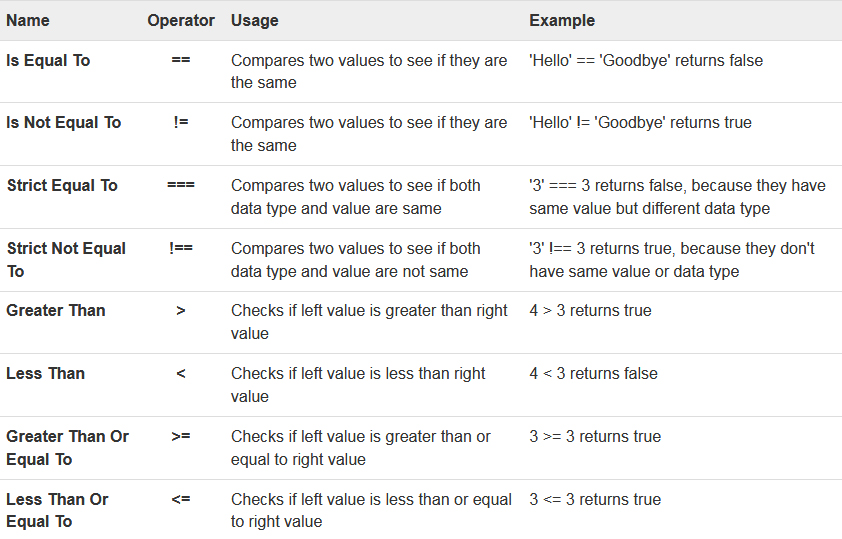 Name Operator Usage Example
Is Equal To == Compares two values to see if they are 'Hello' == 'Goodbye' returns false
the same
Is Not Equal To != Compares two values to see if they are 'Hello' != 'Goodbye' returns true
the same
Strict Equal To === Compares two values to see if both '3' === 3 returns false, because they have
data type and value are same same value but different data type
Strict Not Equal !== Compares two values to see if both '3' !== 3 returns true, because they don't
To data type and value are not same have same value or data type
Greater Than > Checks if left value is greater than right 4 > 3 returns true
value
Less Than < Checks if left value is less than right 4 < 3 returns false
value
Greater Than Or >= Checks if left value is greater than or 3 >= 3 returns true
Equal To equal to right value
Less Than Or <= Checks if left value is less than or equal 3 <= 3 returns true
Equal To to right value